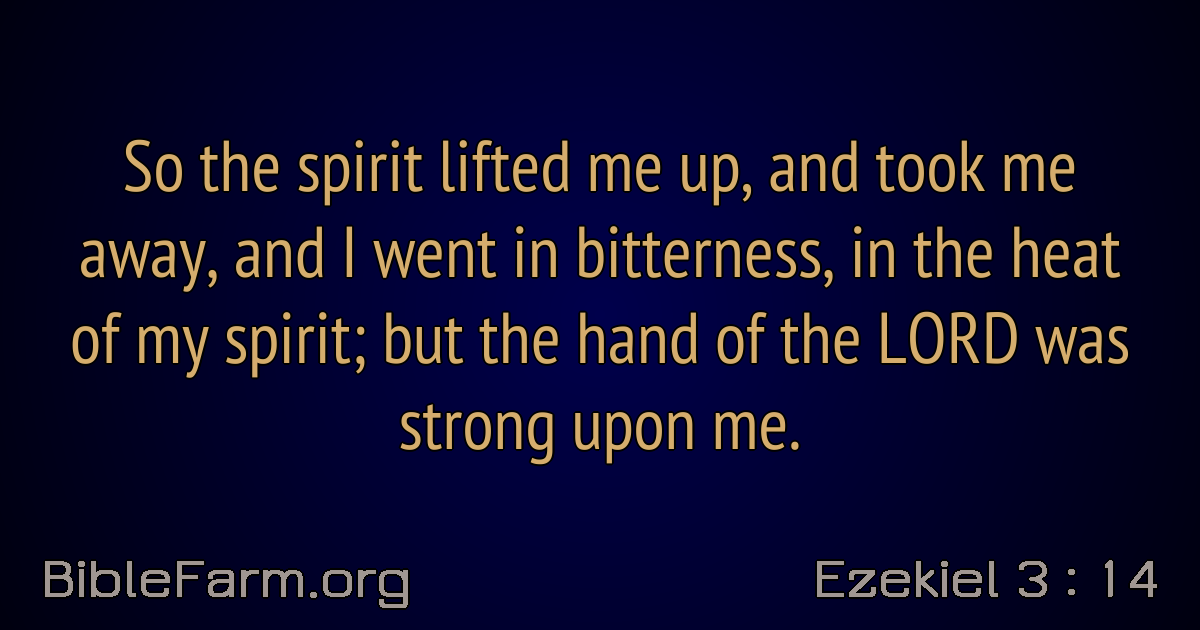 So the spirit lifted me up, and took me
away, and I went in bitterness, in the heat
of my spirit; but the hand of the LORD was
strong upon me.
BibleFarm.org
Ezekiel 3 : 14